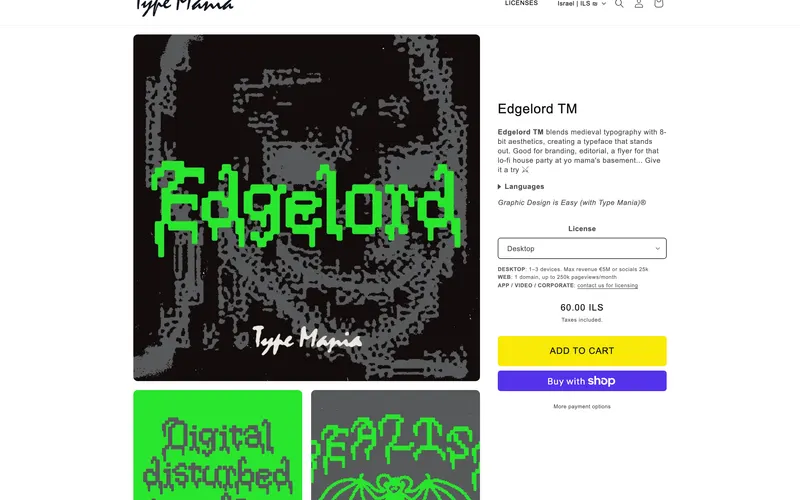 Type Mania
LICENSES
Israel | ILS ₪
Edgelord
Type Mania
Digital
disturbed
Edgelord TM
Edgelord TM blends medieval typography with 8-
bit aesthetics, creating a typeface that stands
out. Good for branding, editorial, a flyer for that
lo-fi house party at yo mama's basement... Give
it a try ⚔
Languages
Graphic Design is Easy (with Type Mania)®
License
Desktop
DESKTOP: 1–3 devices. Max revenue €5M or socials 25k
WEB: 1 domain, up to 250k pageviews/month
APP / VIDEO / CORPORATE: contact us for licensing
60.00 ILS
Taxes included.
ADD TO CART
Buy with shop
More payment options